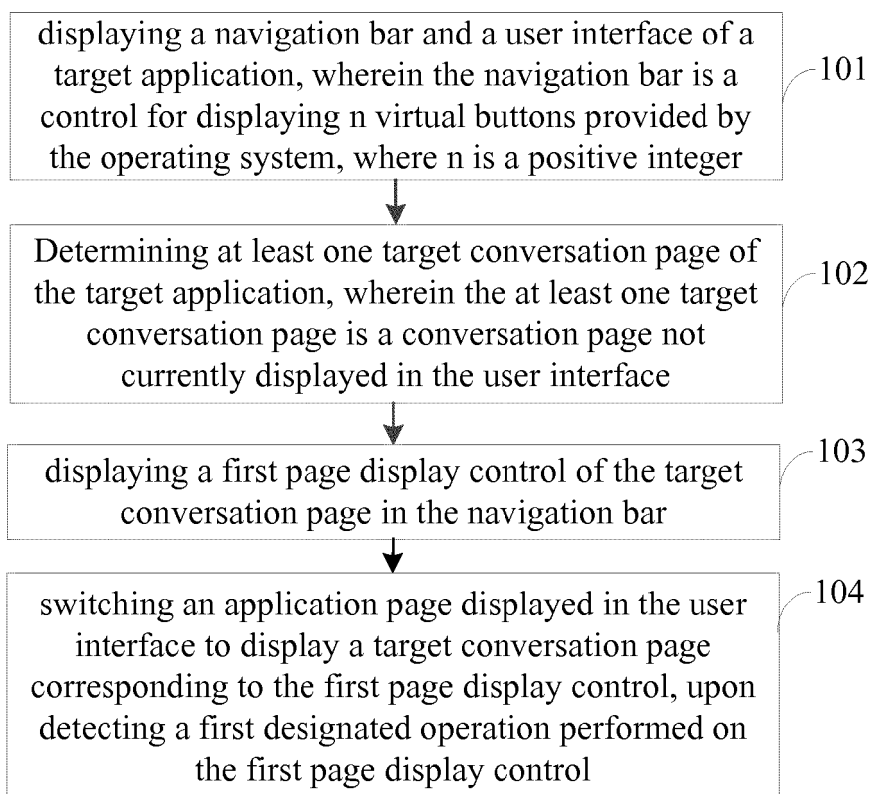 displaying a navigation bar and a user interface of a
target application, wherein the navigation bar is a
control for displaying n virtual buttons provided by
the operating system, where n is a positive integer
101
Determining at least one target conversation page of
the target application, wherein the at least one target
conversation page is a conversation page not
currently displayed in the user interface
102
displaying a first page display control of the target
conversation page in the navigation bar
103
switching an application page displayed in the user
interface to display a target conversation page
corresponding to the first page display control, upon
detecting a first designated operation performed on
the first page display control
104